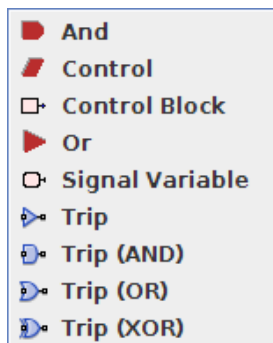 And
Control
Control Block
Or
Signal Variable
Trip
Trip (AND)
Trip (OR)
Trip (XOR)